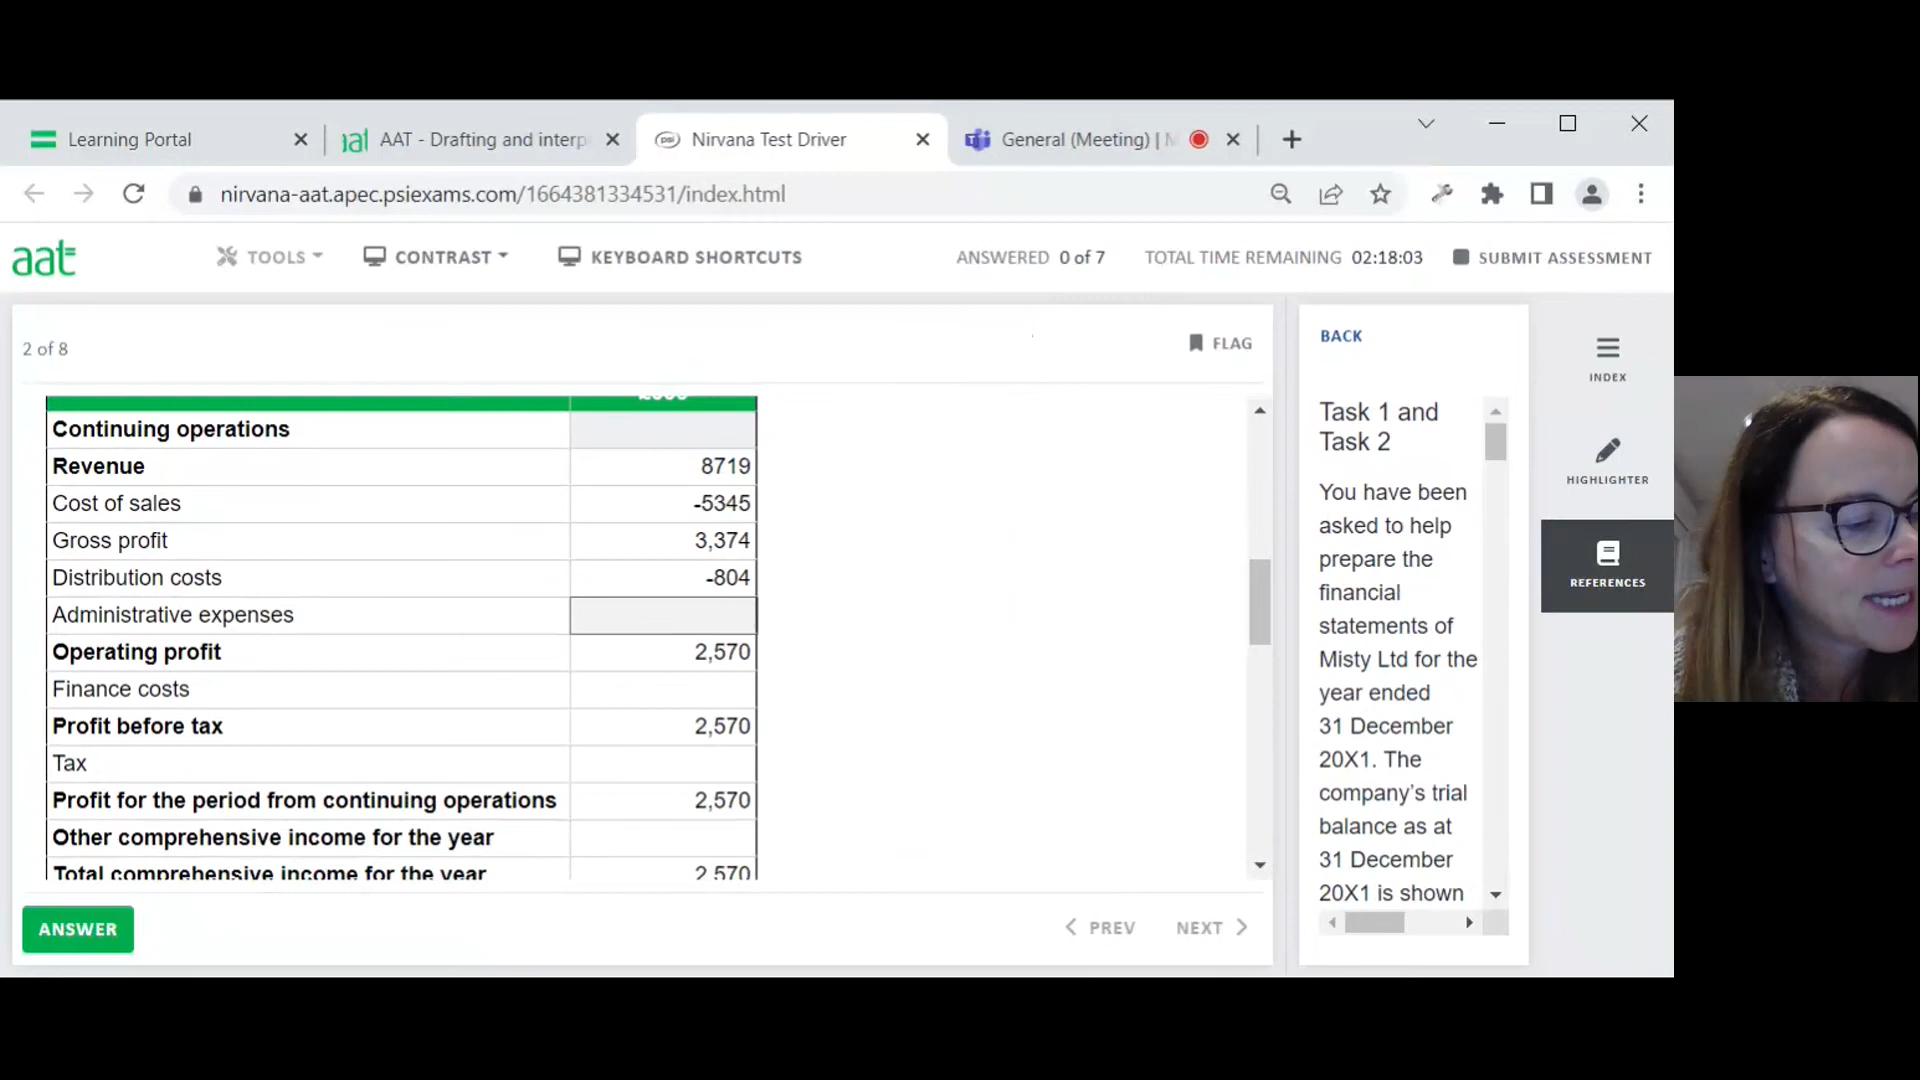 Learning Portal
AAT - Drafting and interp
psi
Nirvana Test Driver
General (Meeting) | M
nirvana-aat.apec.psiexams.com/1664381334531/index.html
aat
TOOLS
CONTRAST
KEYBOARD SHORTCUTS
ANSWERED 0 of 7
TOTAL TIME REMAINING 02:18:03
SUBMIT ASSESSMENT
2 of 8
FLAG
Continuing operations
Revenue 8719
Cost of sales -5345
Gross profit 3,374
Distribution costs -804
Administrative expenses
Operating profit 2,570
Finance costs
Profit before tax 2,570
Tax
Profit for the period from continuing operations 2,570
Other comprehensive income for the year
Total comprehensive income for the year 2,570
ANSWER
PREV
NEXT
BACK
Task 1 and
Task 2
You have been
asked to help
prepare the
financial
statements of
Misty Ltd for the
year ended
31 December
20X1. The
company's trial
balance as at
31 December
20X1 is shown
INDEX
HIGHLIGHTER
REFERENCES